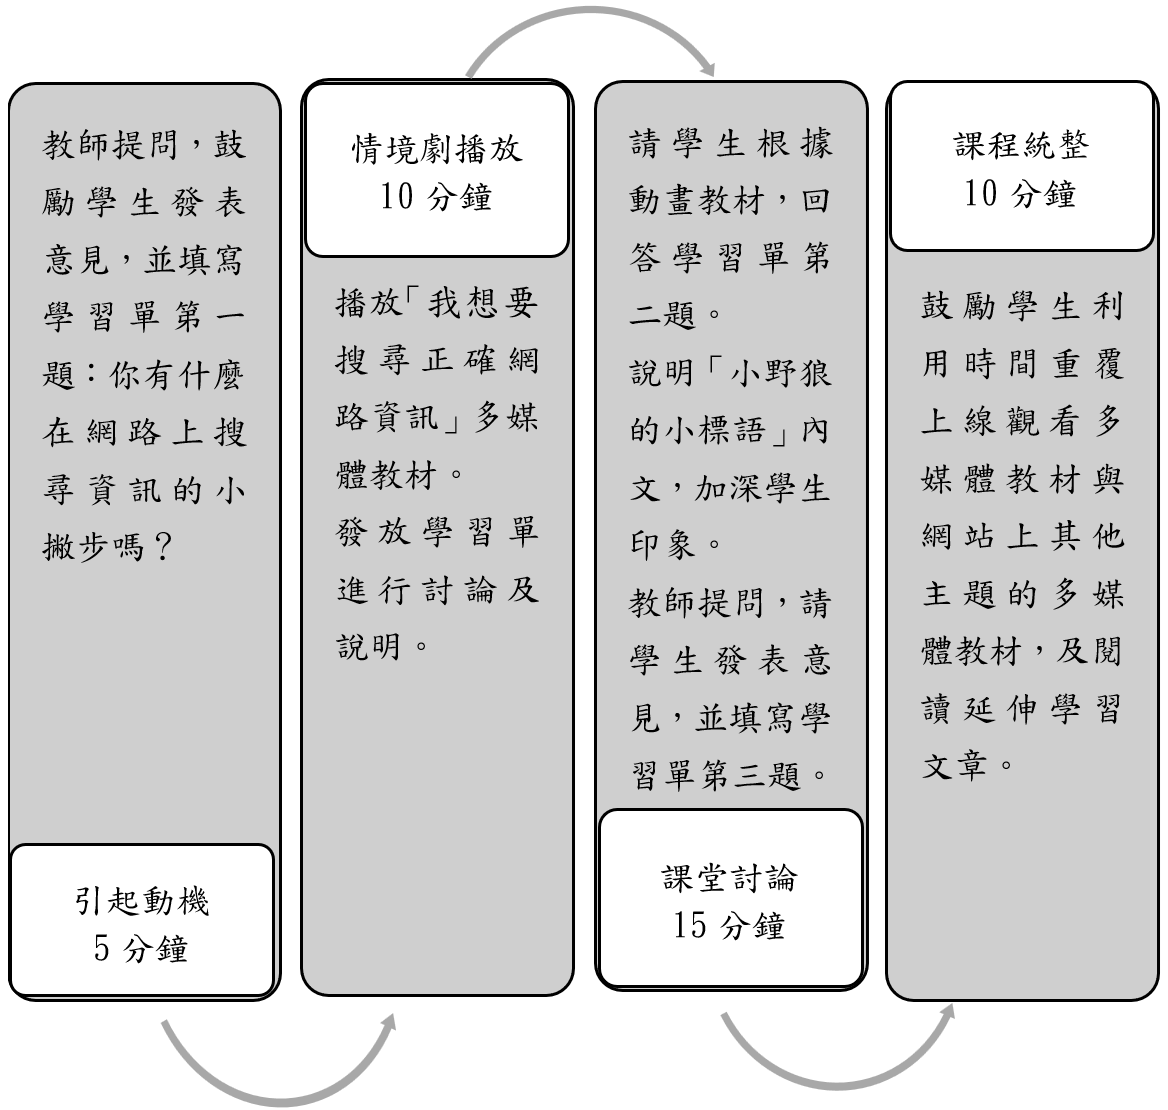 教師提問，鼓
勵學生發表
意見，並填寫
學習單第一
題：你有什麼
在網路上搜
尋資訊的小
撇步嗎？
引起動機
5 分鐘
情境劇播放
10 分鐘
播放「我想要
搜尋正確網
路資訊」多媒
體教材。
發放學習單
進行討論及
說明。
請學生根據
動畫教材，回
答學習單第
二題。
說明「小野狼
的小標語」內
文，加深學生
印象。
教師提問，請
學生發表意
見，並填寫學
習單第三題。
課堂討論
15 分鐘
課程統整
10 分鐘
鼓勵學生利
用時間重覆
上線觀看多
媒體教材與
網站上其他
主題的多媒
體教材，及閱
讀延伸學習
文章。